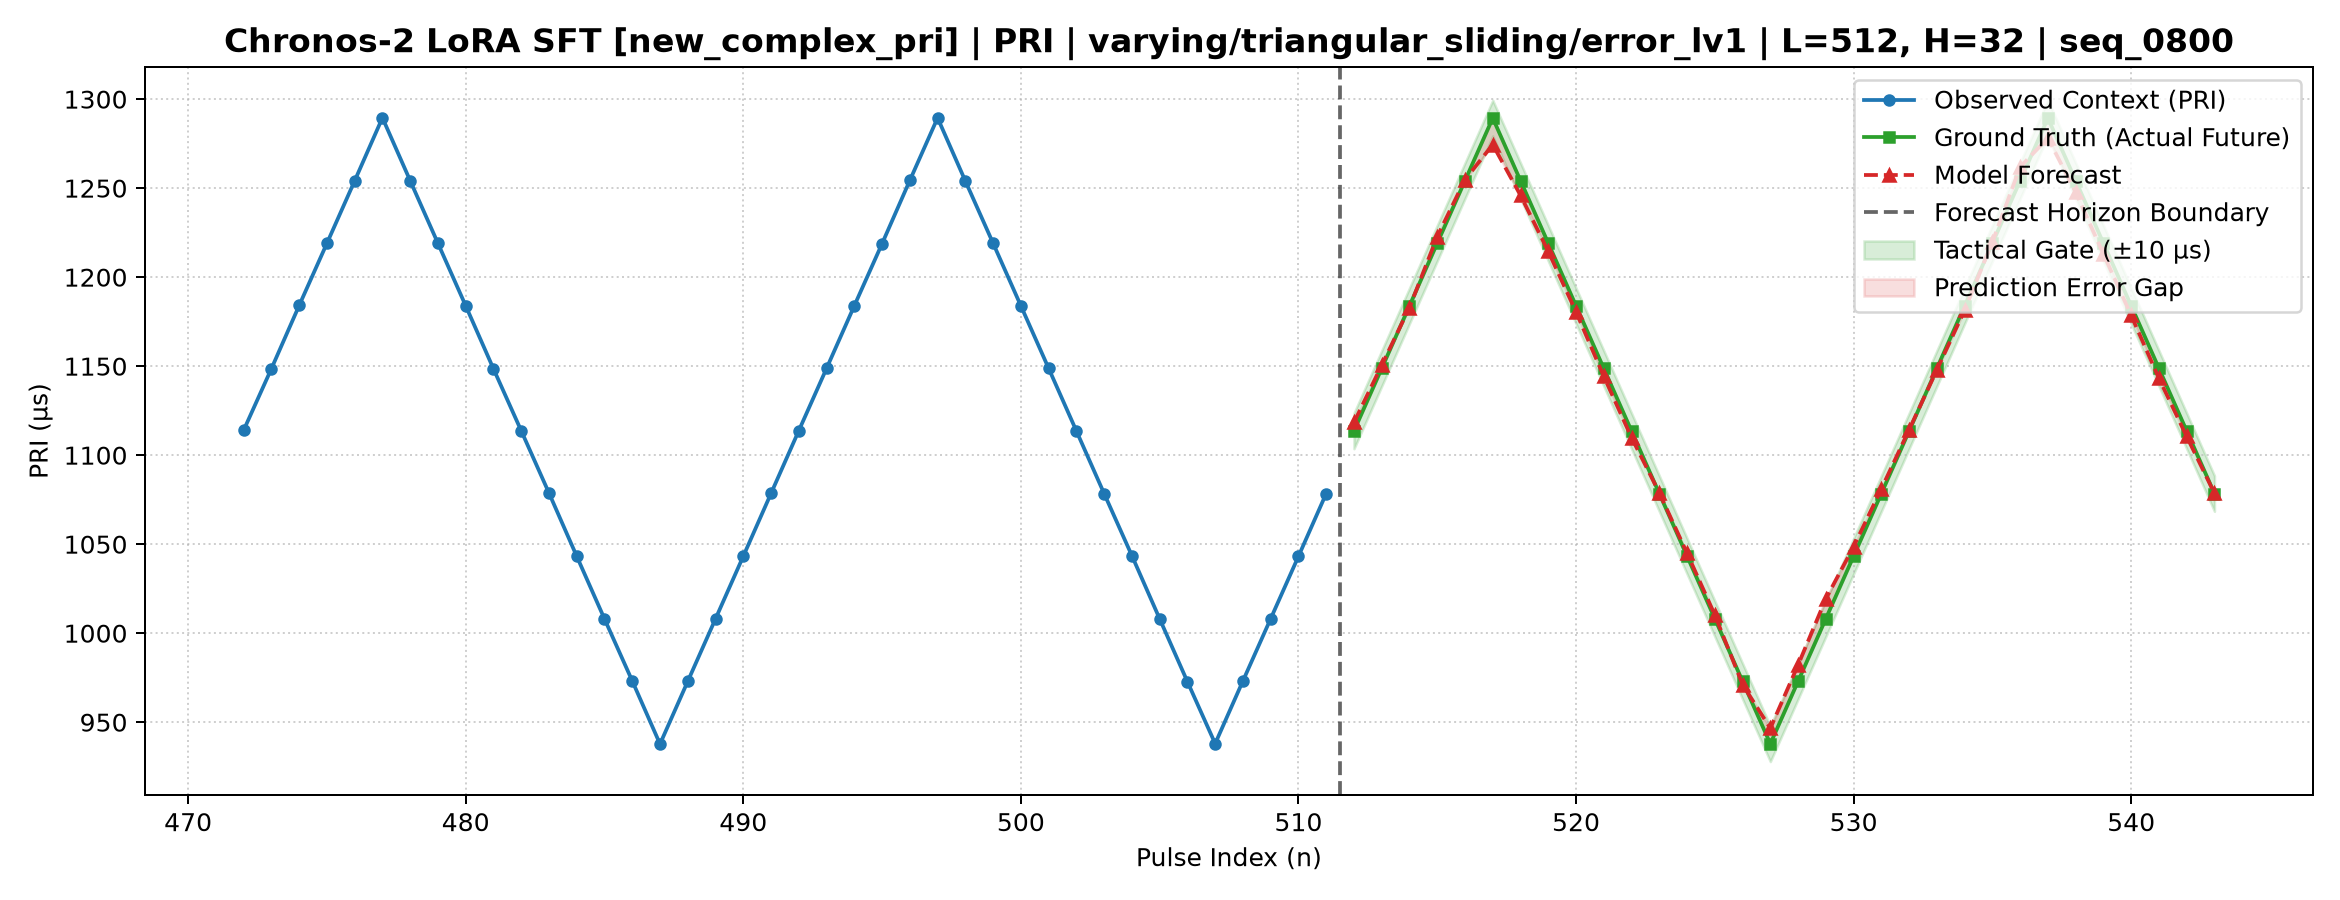 Chronos-2 LoRA SFT [new_complex_pri] | PRI | varying/triangular_sliding/error_lv1 | L=512, H=32 | seq_0800
PRI (µs)
1300
1250
1200
1150
1100
1050
1000
950
Observed Context (PRI)
Ground Truth (Actual Future)
Model Forecast
Forecast Horizon Boundary
Tactical Gate (±10 µs)
Prediction Error Gap
470 480 490 500 510 520 530 540
Pulse Index (n)